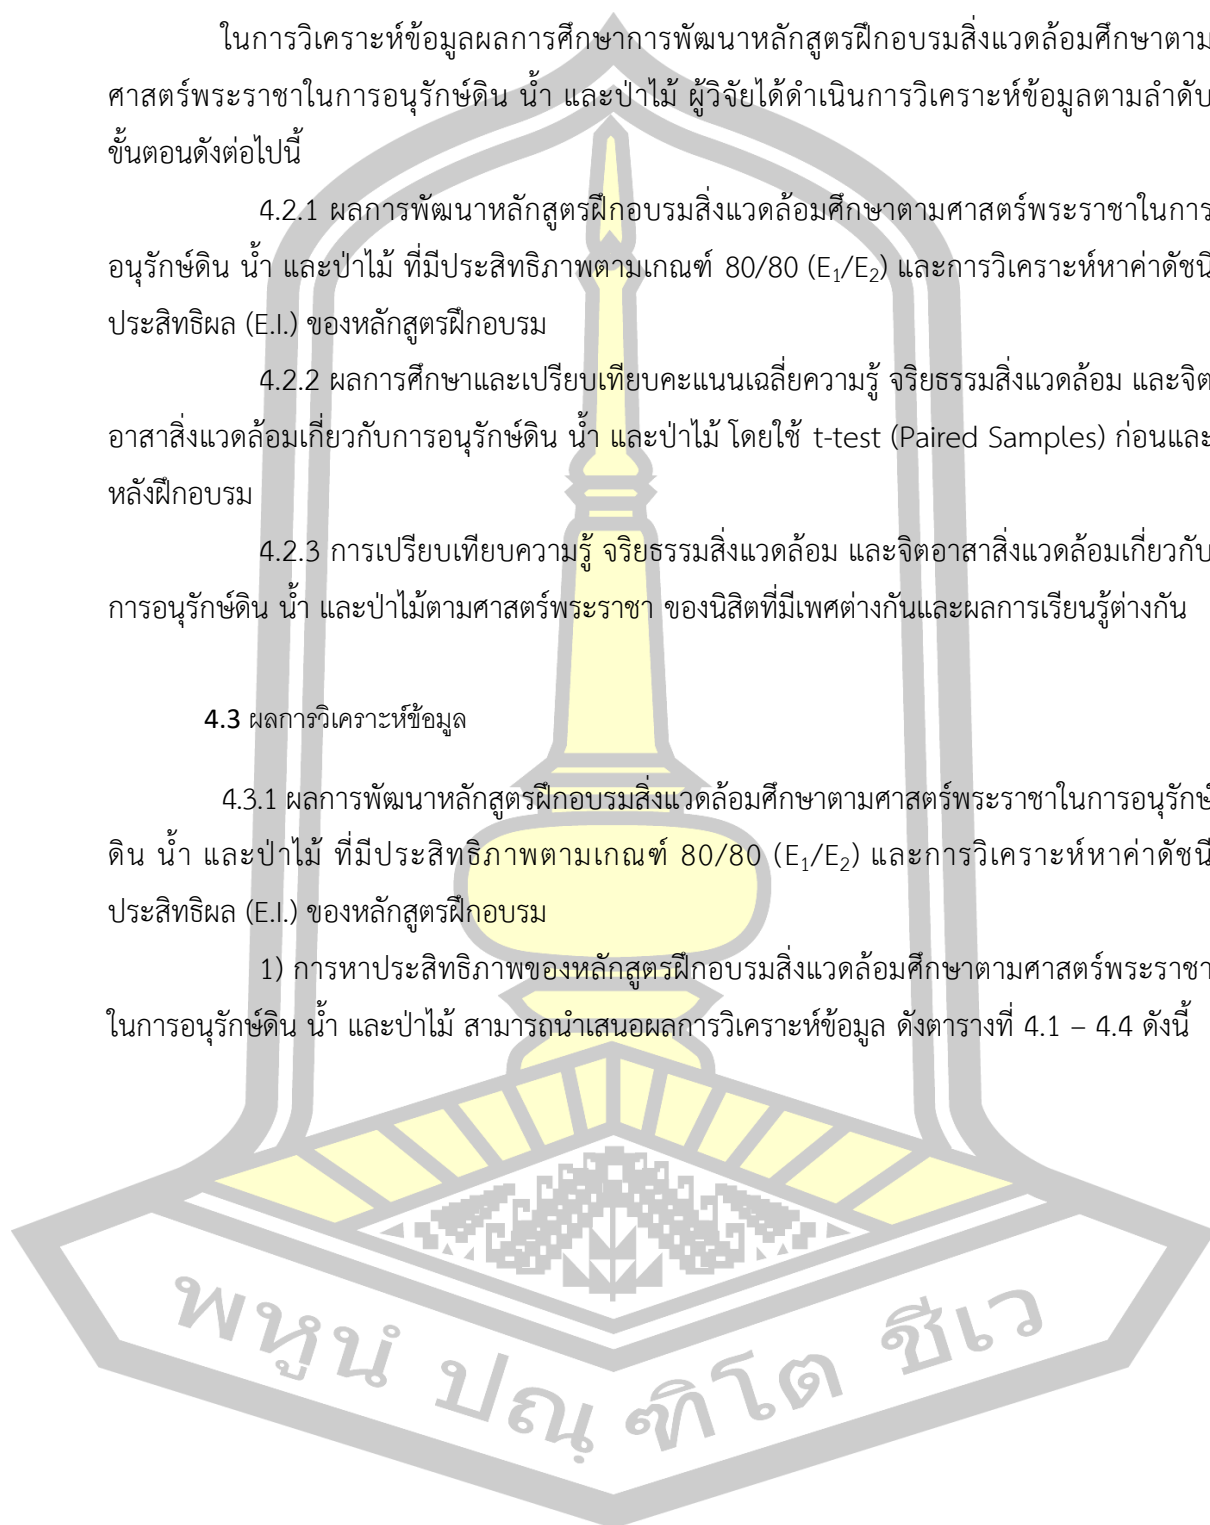 ในการวิเคราะห์ข้อมูลผลการศึกษาการพัฒนาหลักสูตรฝึกอบรมสิ่งแวดล้อมศึกษาตาม
ศาสตร์พระราชาในการอนุรักษ์ดิน น้ำ และป่าไม้ ผู้วิจัยได้ดำเนินการวิเคราะห์ข้อมูลตามลำดับ
ขั้นตอนดังต่อไปนี้
4.2.1 ผลการพัฒนาหลักสูตรฝึกอบรมสิ่งแวดล้อมศึกษาตามศาสตร์พระราชาในการ
อนุรักษ์ดิน น้ำ และป่าไม้ ที่มีประสิทธิภาพตามเกณฑ์ 80/80 (E₁/E₂) และการวิเคราะห์หาค่าดัชนี
ประสิทธิผล (E.I.) ของหลักสูตรฝึกอบรม
4.2.2 ผลการศึกษาและเปรียบเทียบคะแนนเฉลี่ยความรู้ จริยธรรมสิ่งแวดล้อม และจิต
อาสาสิ่งแวดล้อมเกี่ยวกับการอนุรักษ์ดิน น้ำ และป่าไม้ โดยใช้ t-test (Paired Samples) ก่อนและ
หลังฝึกอบรม
4.2.3 การเปรียบเทียบความรู้ จริยธรรมสิ่งแวดล้อม และจิตอาสาสิ่งแวดล้อมเกี่ยวกับ
การอนุรักษ์ดิน น้ำ และป่าไม้ตามศาสตร์พระราชา ของนิสิตที่มีเพศต่างกันและผลการเรียนรู้ต่างกัน
4.3 ผลการวิเคราะห์ข้อมูล
4.3.1 ผลการพัฒนาหลักสูตรฝึกอบรมสิ่งแวดล้อมศึกษาตามศาสตร์พระราชาในการอนุรักษ์
ดิน น้ำ และป่าไม้ ที่มีประสิทธิภาพตามเกณฑ์ 80/80 (E₁/E₂) และการวิเคราะห์หาค่าดัชนี
ประสิทธิผล (E.I.) ของหลักสูตรฝึกอบรม
1) การหาประสิทธิภาพของหลักสูตรฝึกอบรมสิ่งแวดล้อมศึกษาตามศาสตร์พระราชา
ในการอนุรักษ์ดิน น้ำ และป่าไม้ สามารถนำเสนอผลการวิเคราะห์ข้อมูล ดังตารางที่ 4.1 – 4.4 ดังนี้
พหูนํ ปณฺฑิโต ชีเว